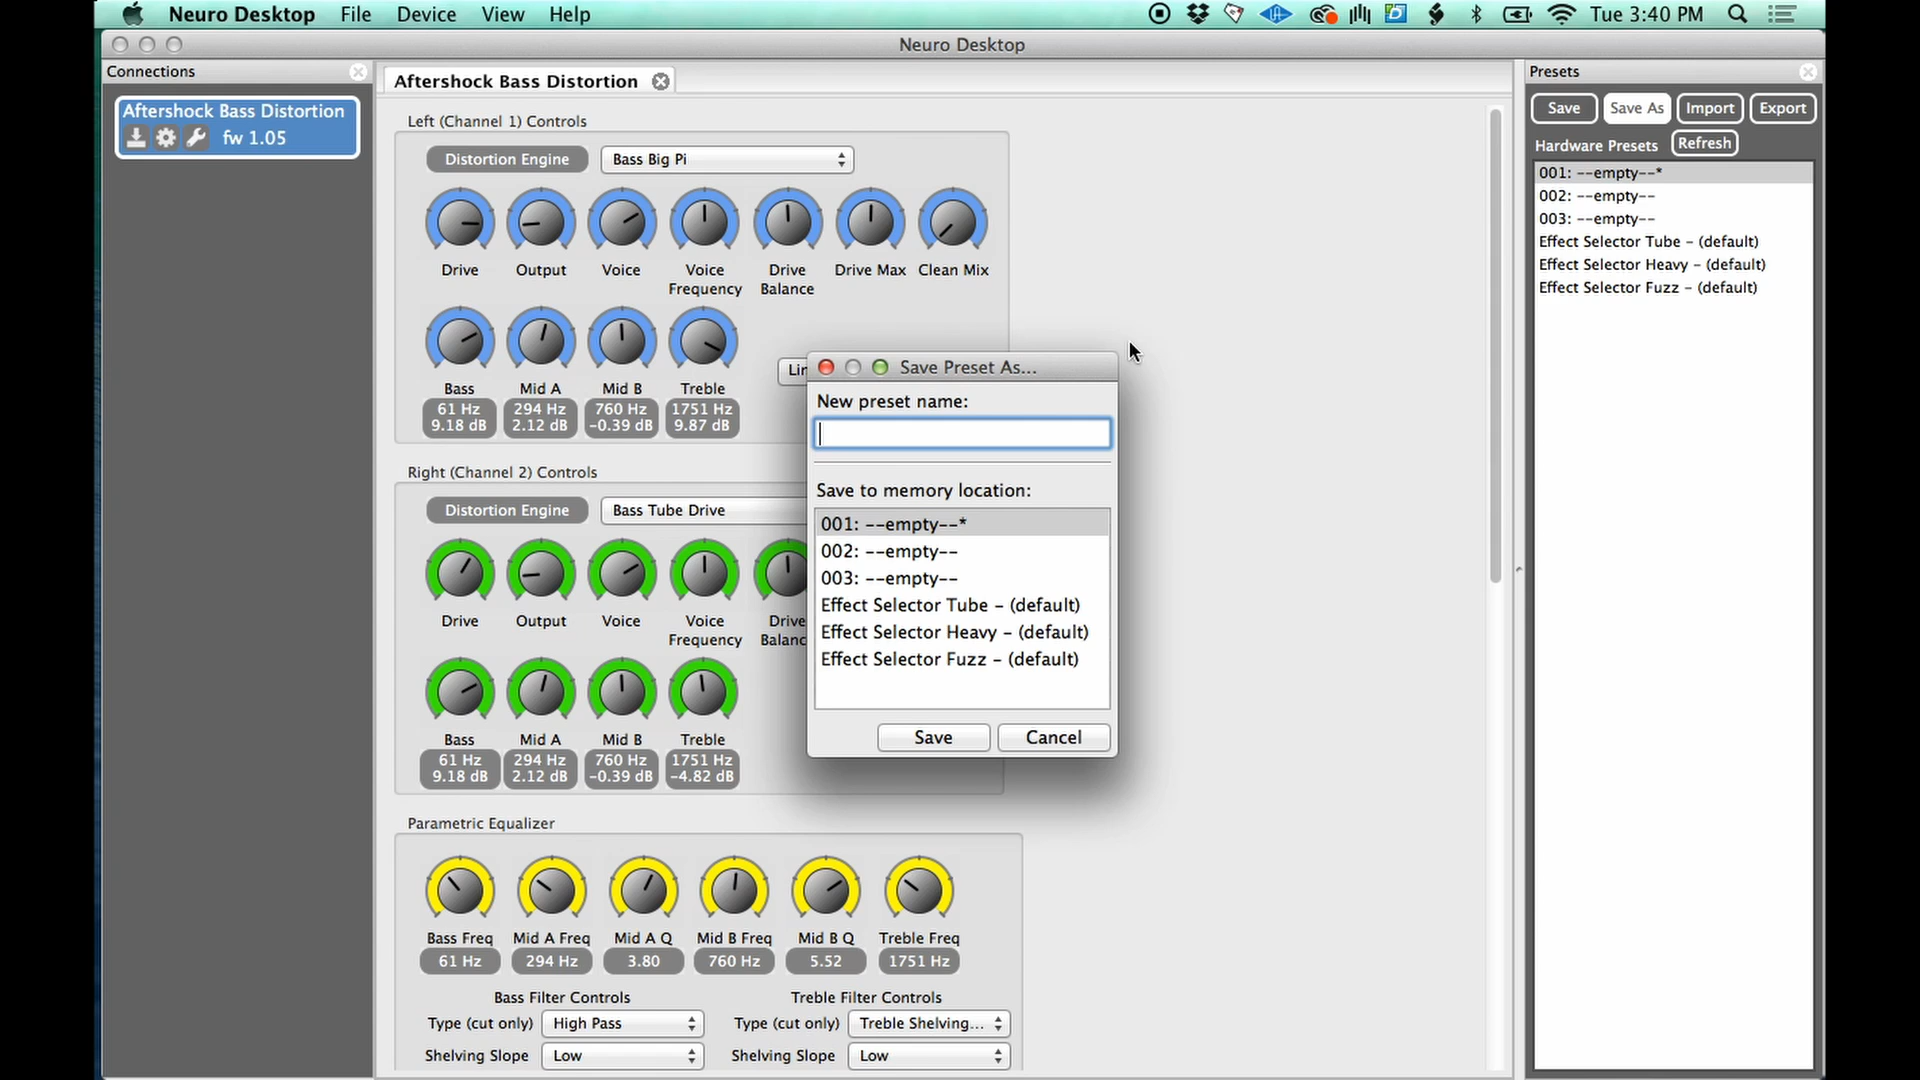 Neuro Desktop File Device View Help Tue 3:40 PM
Neuro Desktop
Connections
Aftershock Bass Distortion
fw 1.05
Aftershock Bass Distortion
Left (Channel 1) Controls
Distortion Engine Bass Big Pi
Drive Output Voice Voice Frequency Drive Balance Drive Max Clean Mix
Bass Mid A Mid B Treble
61 Hz 294 Hz 760 Hz 1751 Hz
9.18 dB 2.12 dB -0.39 dB 9.87 dB
Right (Channel 2) Controls
Distortion Engine Bass Tube Drive
Drive Output Voice Voice Frequency Drive
Bass Mid A Mid B Treble
61 Hz 294 Hz 760 Hz 1751 Hz
9.18 dB 2.12 dB -0.39 dB -4.82 dB
Parametric Equalizer
Bass Freq Mid A Freq Mid A Q Mid B Freq Mid B Q Treble Freq
61 Hz 294 Hz 3.80 760 Hz 5.52 1751 Hz
Bass Filter Controls Treble Filter Controls
Type (cut only) High Pass Type (cut only) Treble Shelving...
Shelving Slope Low Shelving Slope Low
Save Preset As...
New preset name:
Save to memory location:
001: --empty--*
002: --empty--
003: --empty--
Effect Selector Tube - (default)
Effect Selector Heavy - (default)
Effect Selector Fuzz - (default)
Save Cancel
Presets
Save Save As Import Export
Hardware Presets Refresh
001: --empty--*
002: --empty--
003: --empty--
Effect Selector Tube - (default)
Effect Selector Heavy - (default)
Effect Selector Fuzz - (default)